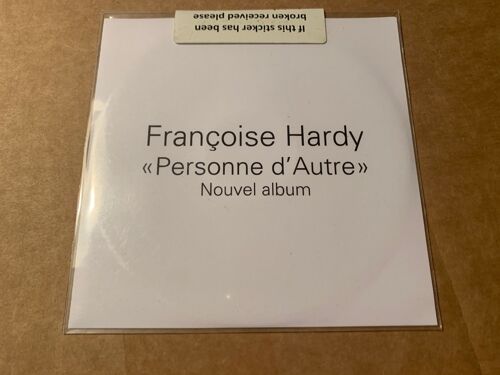 If this sticker has been
broken received please
Françoise Hardy
«Personne d'Autre»
Nouvel album